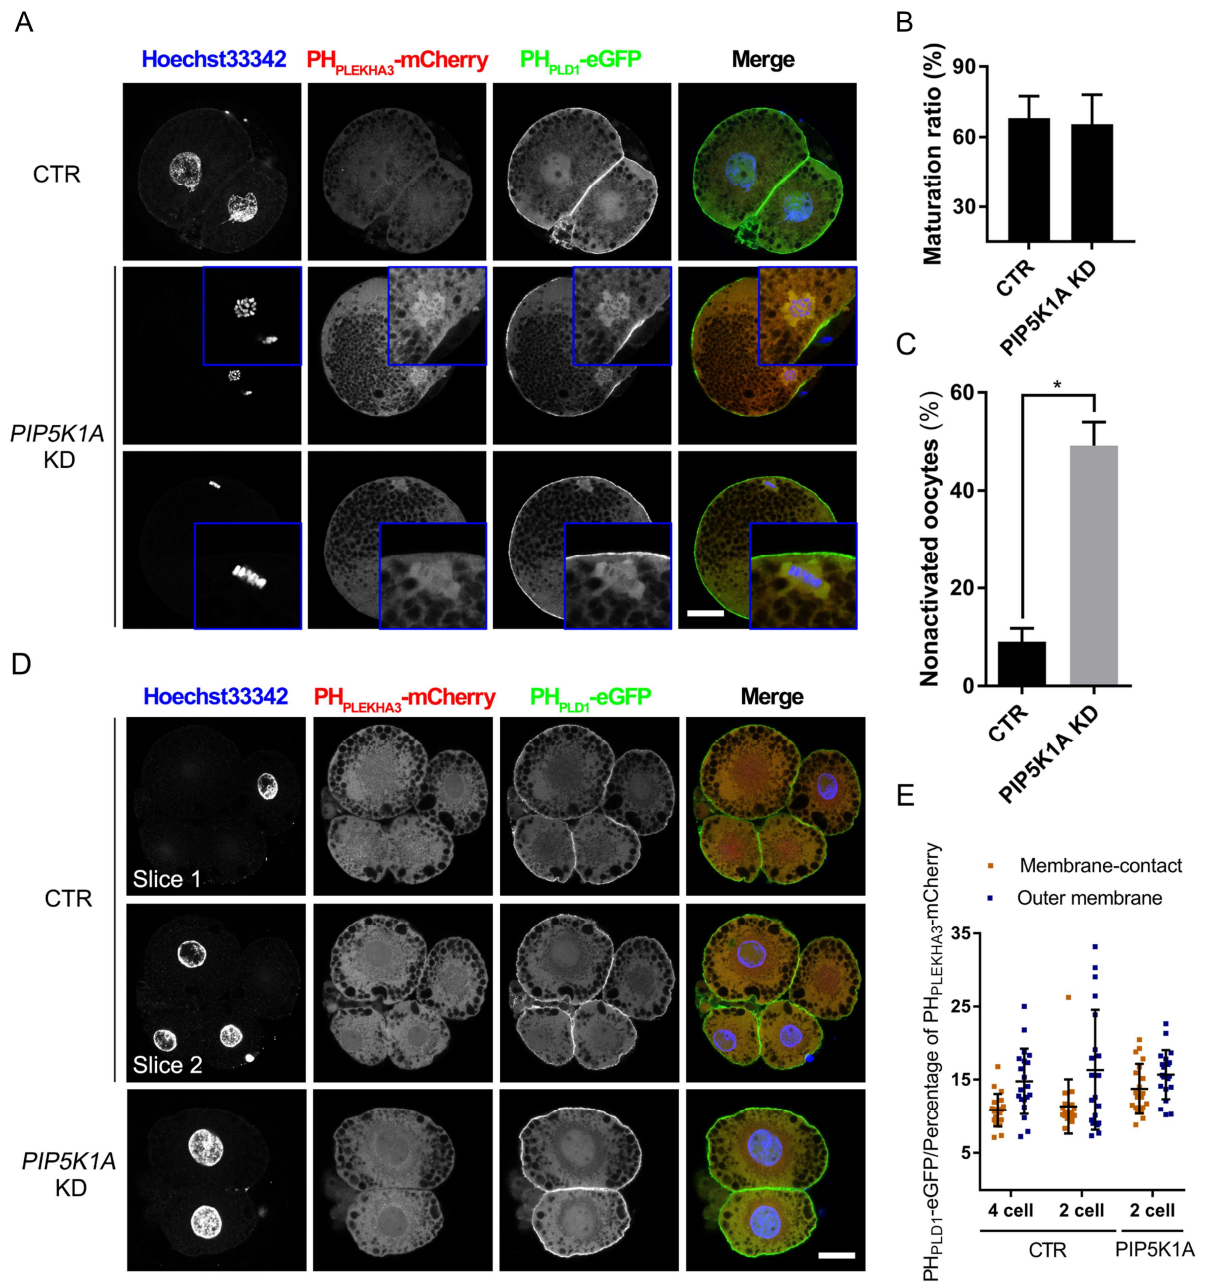 A
Hoechst33342 PHPLEKHA3-mCherry PHPLD1-eGFP Merge
CTR
PIP5K1A
KD
B
Maturation ratio (%)
90
60
30
CTR
PIP5K1A KD
C
Nonactivated oocytes (%)
60
40
20
0
*
CTR
PIP5K1A KD
D
Hoechst33342 PHPLEKHA3-mCherry PHPLD1-eGFP Merge
CTR
Slice 1
Slice 2
PIP5K1A
KD
E
PHPLD1-eGFP/Percentage of PHPLEKHA3-mCherry
Membrane-contact
Outer membrane
35
25
15
5
4 cell 2 cell 2 cell
CTR PIP5K1A